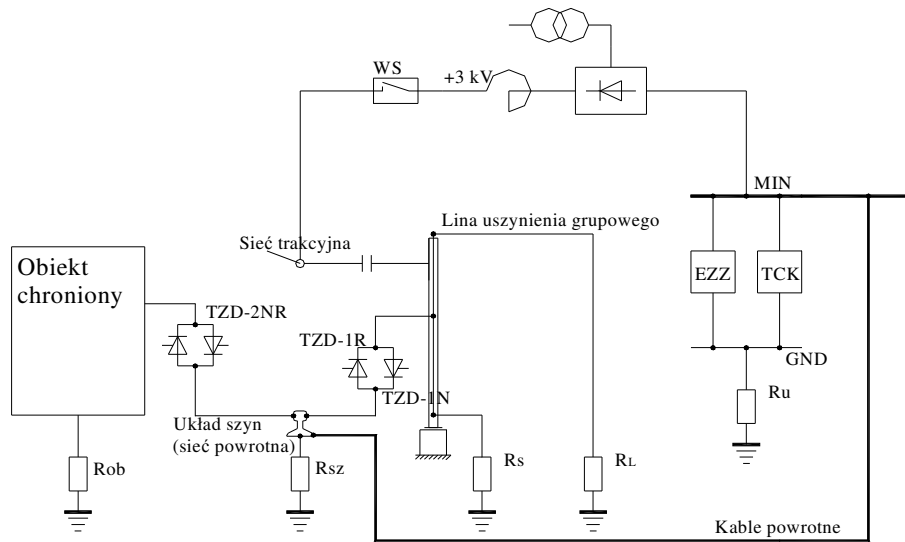 WS
+3 kV
MIN
Lina uszynienia grupowego
Sieć trakcyjna
Obiekt
chroniony
EZZ
TCK
TZD-2NR
TZD-1R
GND
TZD-1N
Ru
Układ szyn
(sieć powrotna)
Rob
Rsz
Rs
RL
Kable powrotne